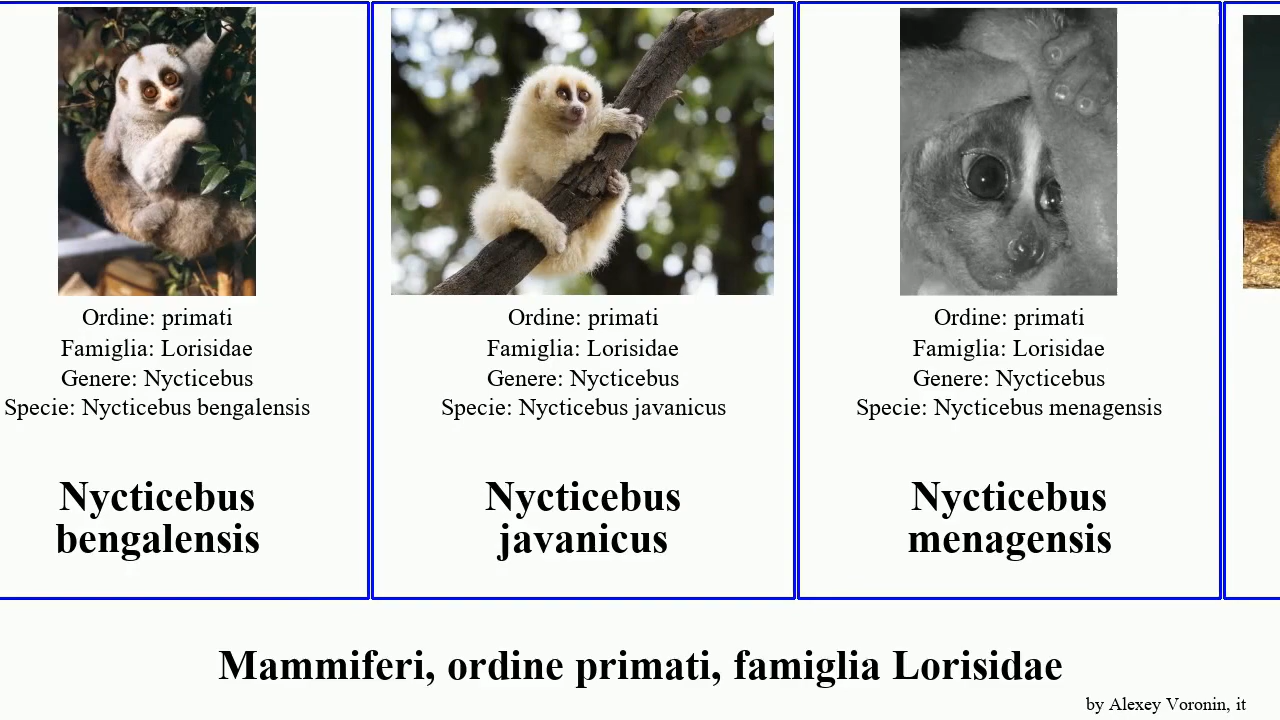 Ordine: primati
Famiglia: Lorisidae
Genere: Nycticebus
Specie: Nycticebus bengalensis
Nycticebus
bengalensis
Ordine: primati
Famiglia: Lorisidae
Genere: Nycticebus
Specie: Nycticebus javanicus
Nycticebus
javanicus
Ordine: primati
Famiglia: Lorisidae
Genere: Nycticebus
Specie: Nycticebus menagensis
Nycticebus
menagensis
Mammiferi, ordine primati, famiglia Lorisidae
by Alexey Voronin, it